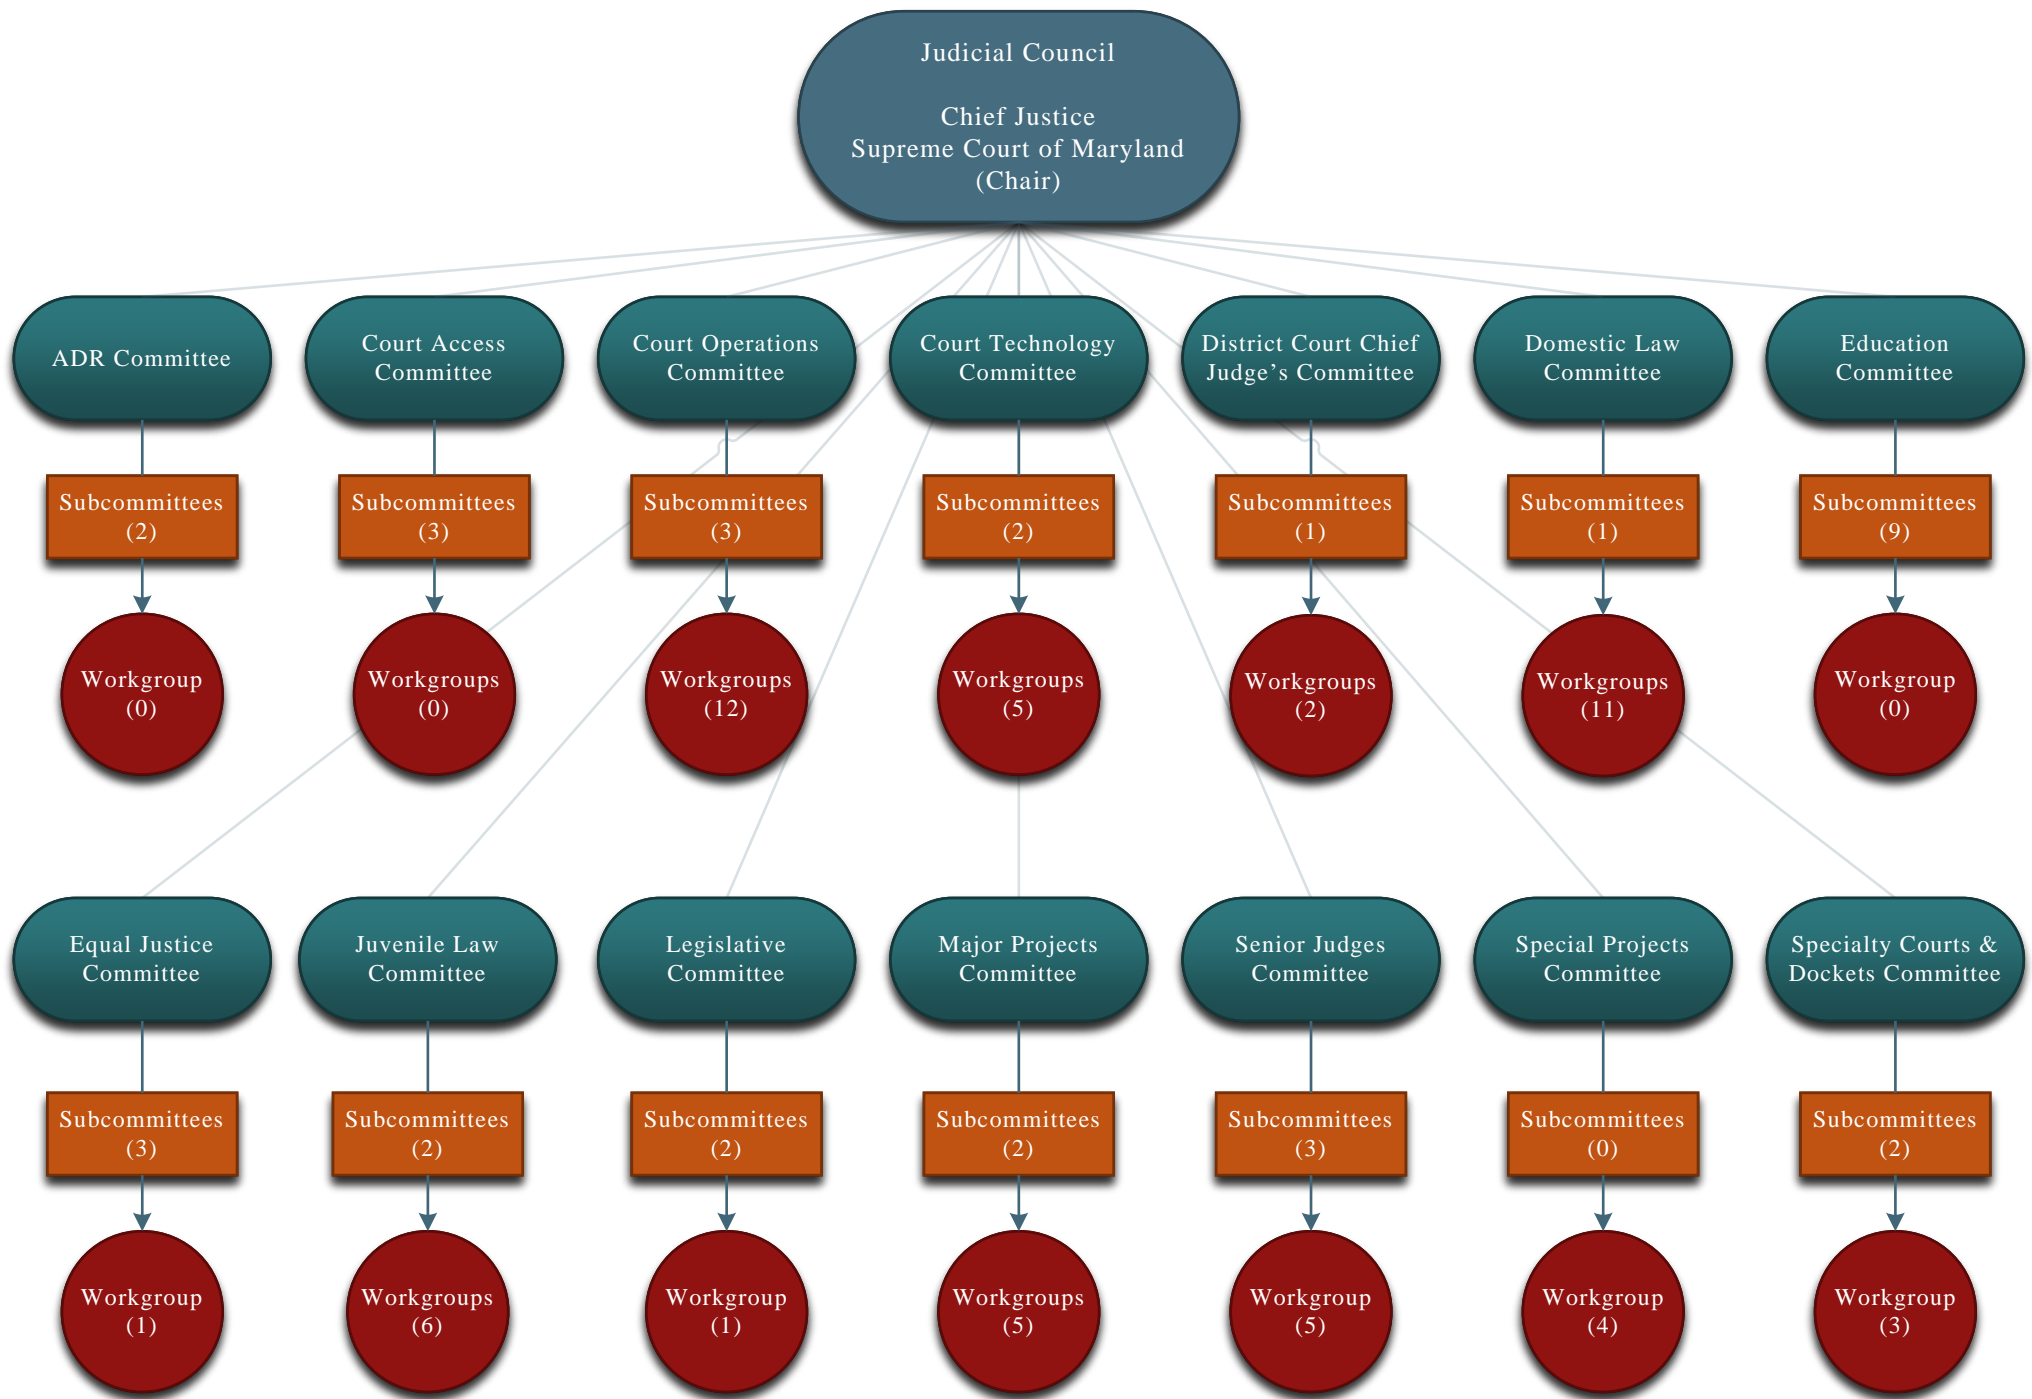 Judicial Council
Chief Justice
Supreme Court of Maryland
(Chair)
ADR Committee
Court Access
Committee
Court Operations
Committee
Court Technology
Committee
District Court Chief
Judge’s Committee
Domestic Law
Committee
Education
Committee
Subcommittees
(2)
Subcommittees
(3)
Subcommittees
(3)
Subcommittees
(2)
Subcommittees
(1)
Subcommittees
(1)
Subcommittees
(9)
Workgroup
(0)
Workgroups
(0)
Workgroups
(12)
Workgroups
(5)
Workgroups
(2)
Workgroups
(11)
Workgroup
(0)
Equal Justice
Committee
Juvenile Law
Committee
Legislative
Committee
Major Projects
Committee
Senior Judges
Committee
Special Projects
Committee
Specialty Courts &
Dockets Committee
Subcommittees
(3)
Subcommittees
(2)
Subcommittees
(2)
Subcommittees
(2)
Subcommittees
(3)
Subcommittees
(0)
Subcommittees
(2)
Workgroup
(1)
Workgroups
(6)
Workgroup
(1)
Workgroups
(5)
Workgroup
(5)
Workgroup
(4)
Workgroup
(3)